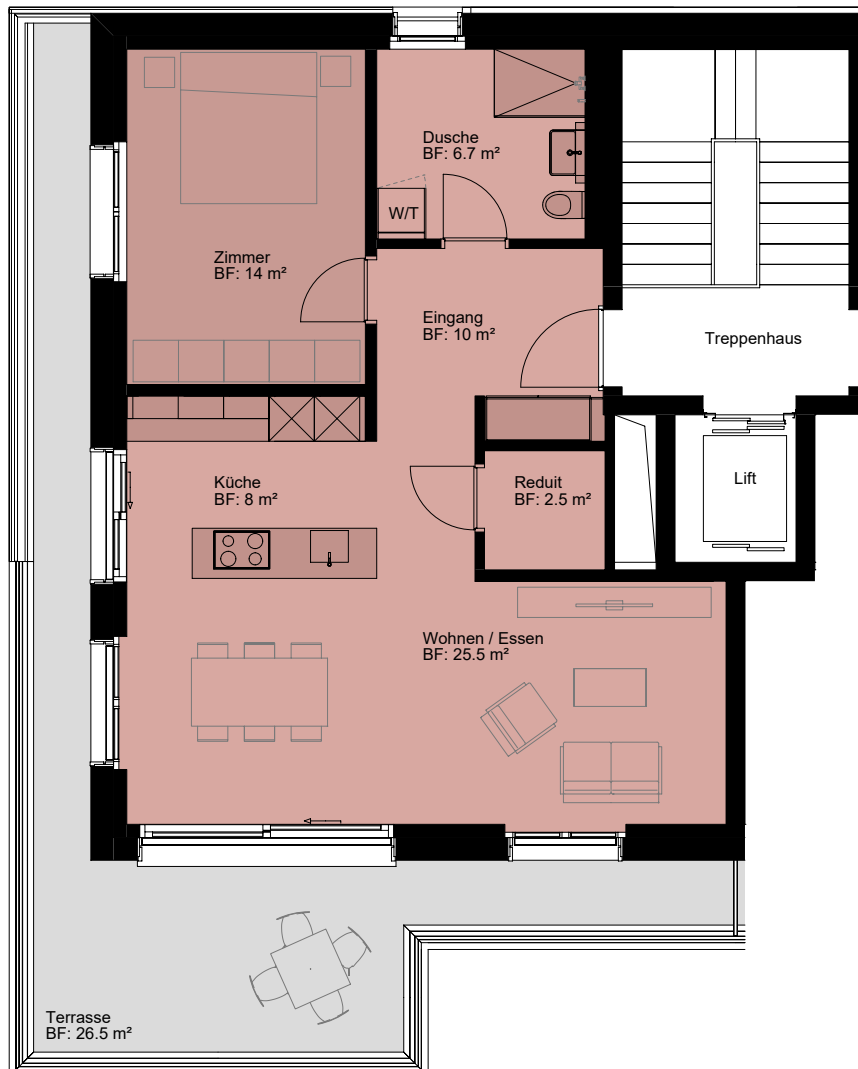 Dusche
BF: 6.7 m²
W/T
Zimmer
BF: 14 m²
Eingang
BF: 10 m²
Treppenhaus
Küche
BF: 8 m²
Reduit
BF: 2.5 m²
Lift
Wohnen / Essen
BF: 25.5 m²
Terrasse
BF: 26.5 m²